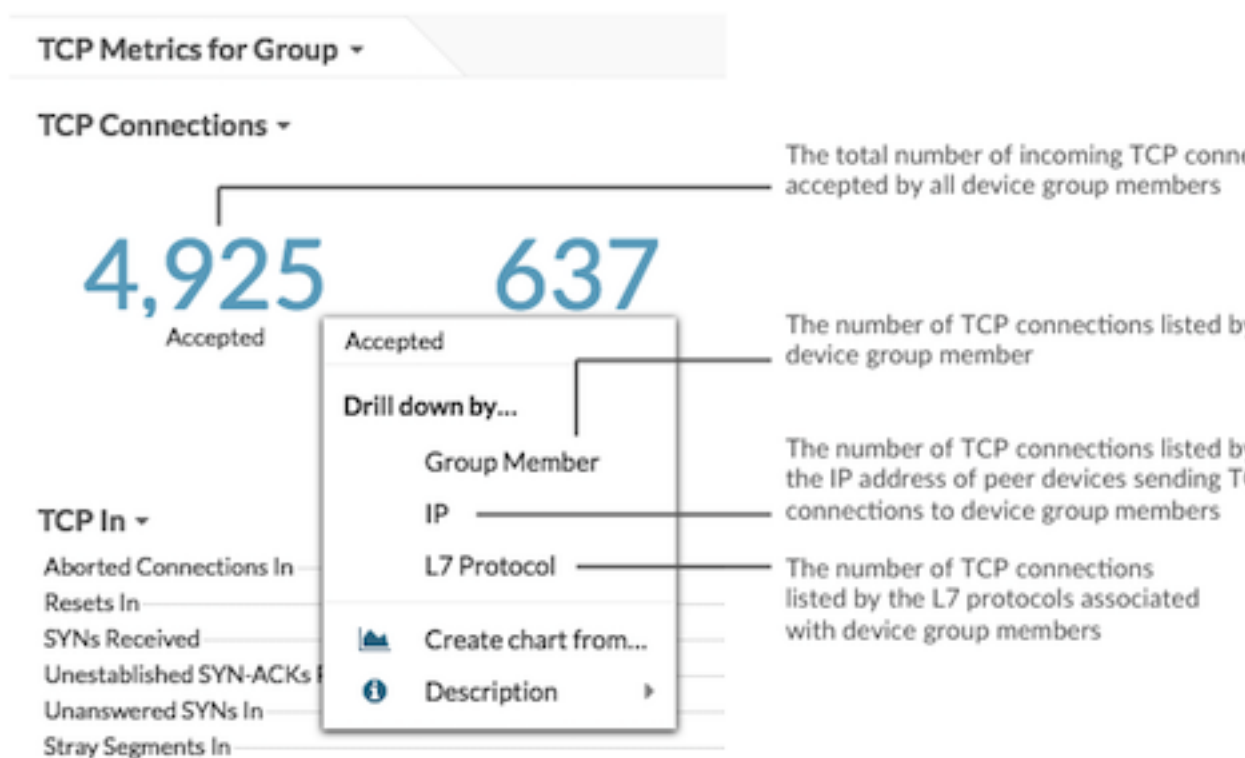 TCP Metrics for Group
TCP Connections
The total number of incoming TCP
accepted by all device group members
4,925
637
Accepted
Accepted
The number of TCP connections listed
device group member
Drill down by...
Group Member
IP
L7 Protocol
The number of TCP connections listed
the IP address of peer devices sending
connections to device group members
The number of TCP connections
listed by the L7 protocols associated
with device group members
Create chart from...
Description
TCP In
Aborted Connections In
Resets In
SYNs Received
Unestablished SYN-ACKs
Unanswered SYNs In
Stray Segments In